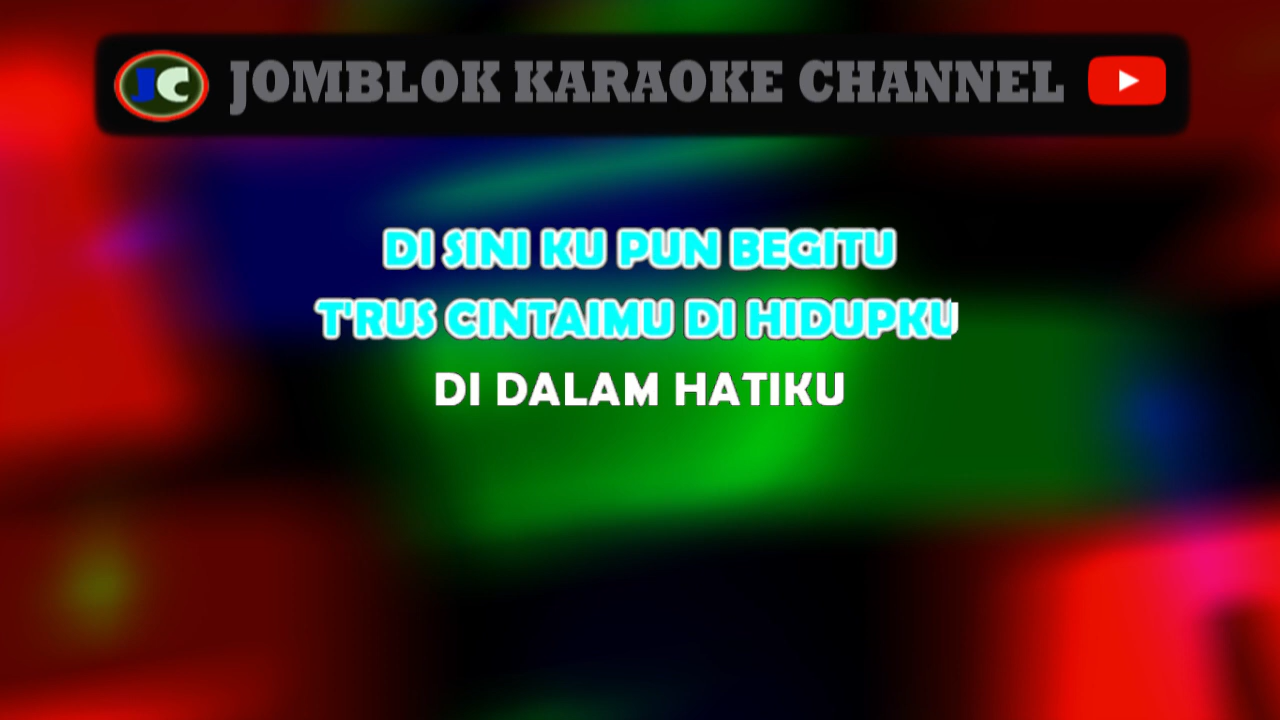 JC JOMBLOK KARAOKE CHANNEL
DI SINI KU PUN BEGITU
T'RUS CINTAIMU DI HIDUPKU
DI DALAM HATIKU